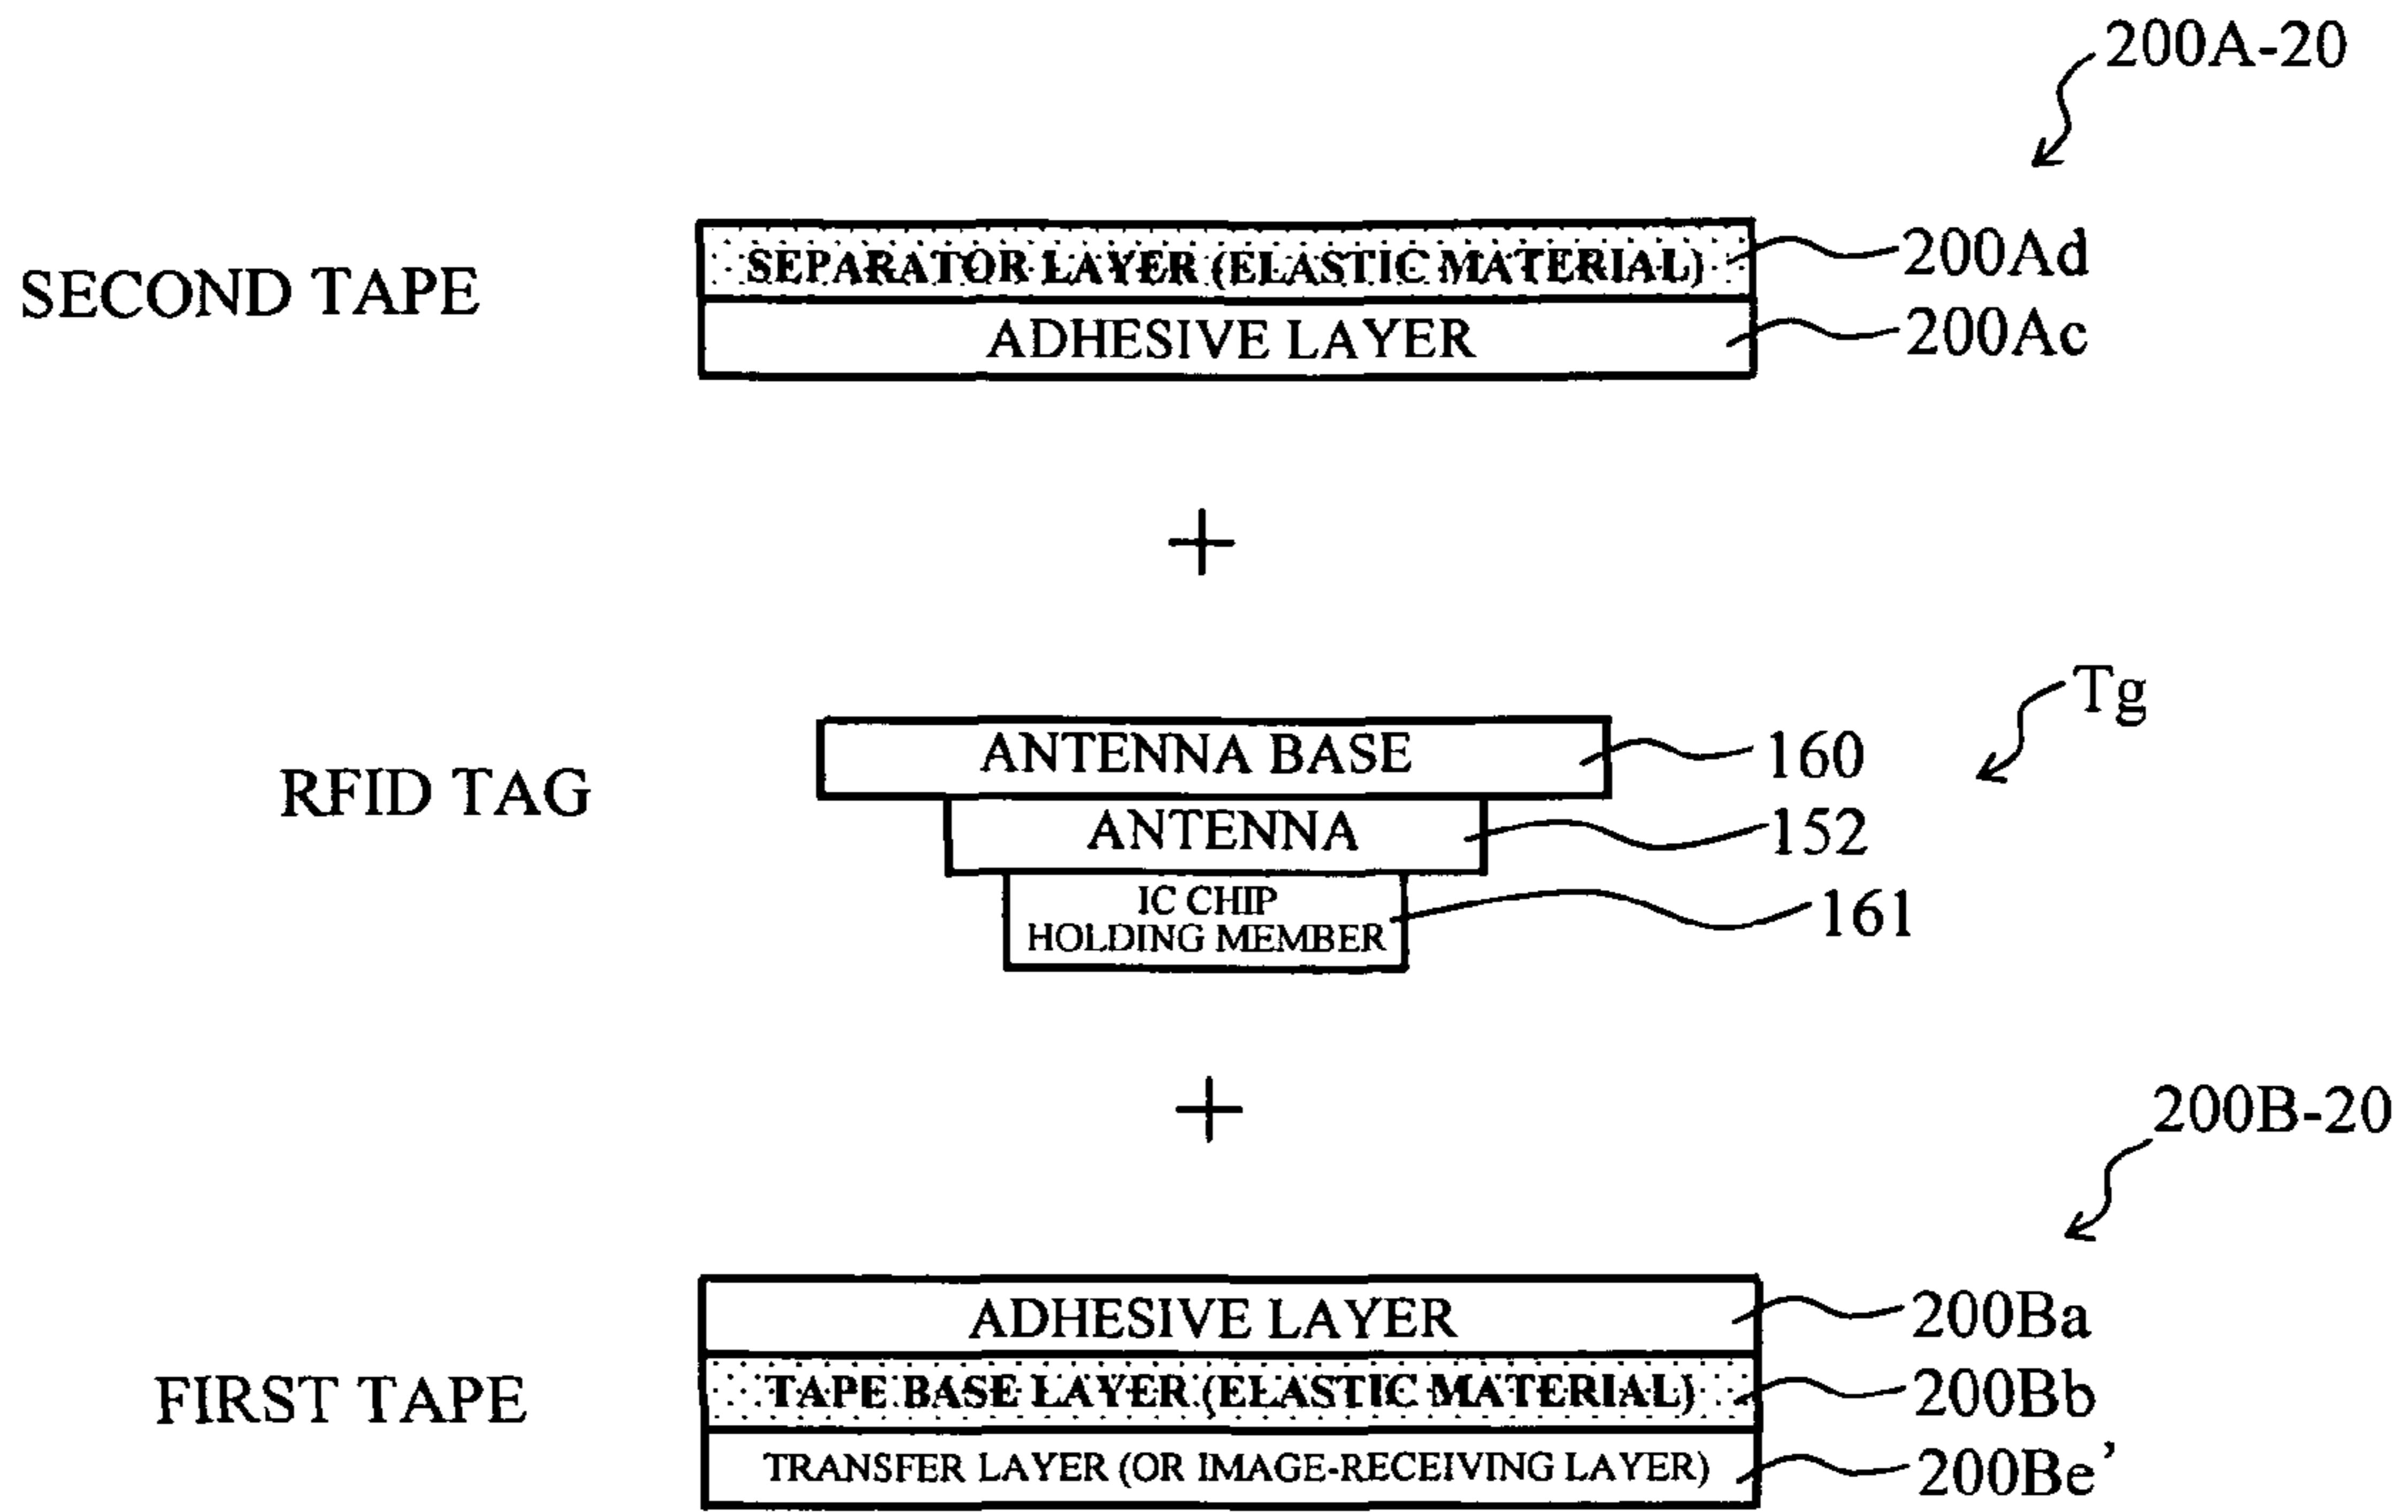 200A-20
SECOND TAPE
SEPARATOR LAYER (ELASTIC MATERIAL)
200Ad
ADHESIVE LAYER
200Ac
+
Tg
RFID TAG
ANTENNA BASE
160
ANTENNA
152
IC CHIP
HOLDING MEMBER
161
+
200B-20
FIRST TAPE
ADHESIVE LAYER
200Ba
TAPE BASE LAYER (ELASTIC MATERIAL)
200Bb
TRANSFER LAYER (OR IMAGE-RECEIVING LAYER)
200Be’